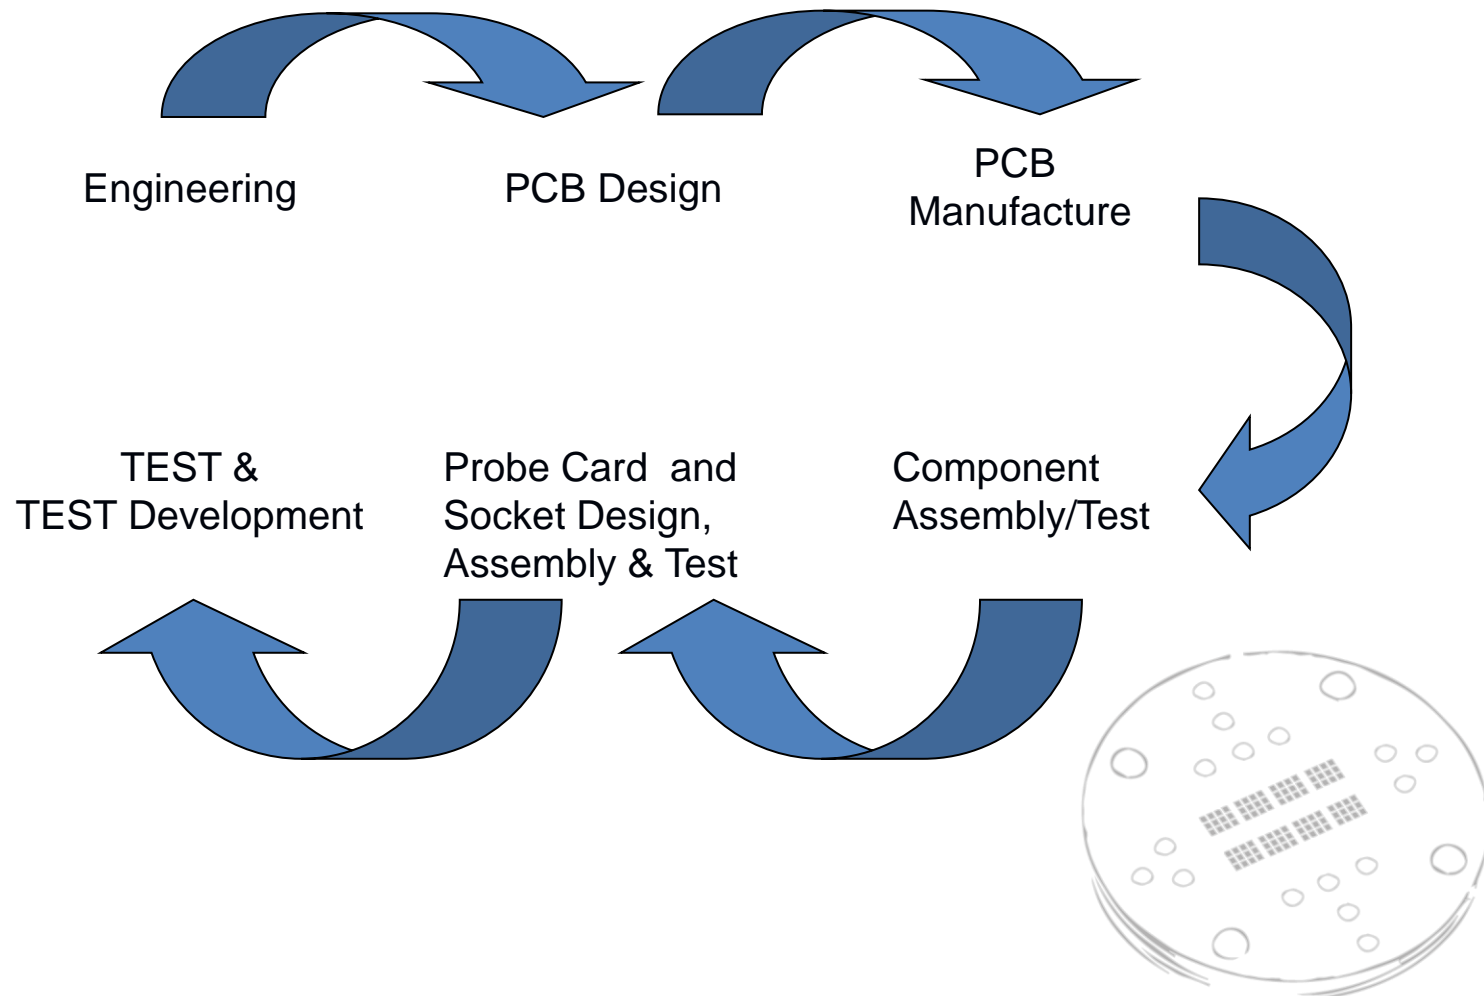 Engineering
PCB Design
PCB
Manufacture
TEST &
TEST Development
Probe Card  and
Socket Design,
Assembly & Test
Component
Assembly/Test